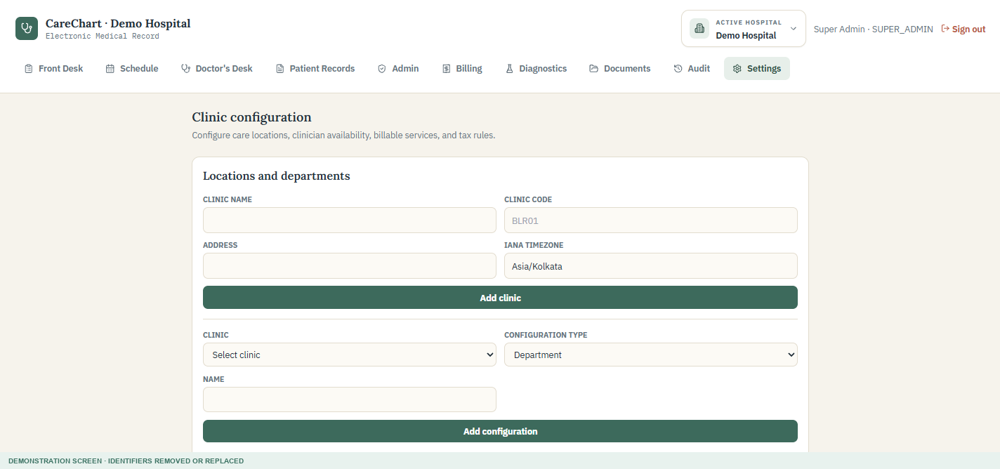 CareChart · Demo Hospital
Electronic Medical Record
ACTIVE HOSPITAL
Demo Hospital
Super Admin · SUPER_ADMIN
Sign out
Front Desk
Schedule
Doctor's Desk
Patient Records
Admin
Billing
Diagnostics
Documents
Audit
Settings
Clinic configuration
Configure care locations, clinician availability, billable services, and tax rules.
Locations and departments
CLINIC NAME
CLINIC CODE
BLR01
ADDRESS
IANA TIMEZONE
Asia/Kolkata
Add clinic
CLINIC
CONFIGURATION TYPE
Select clinic
Department
NAME
Add configuration
DEMONSTRATION SCREEN · IDENTIFIERS REMOVED OR REPLACED